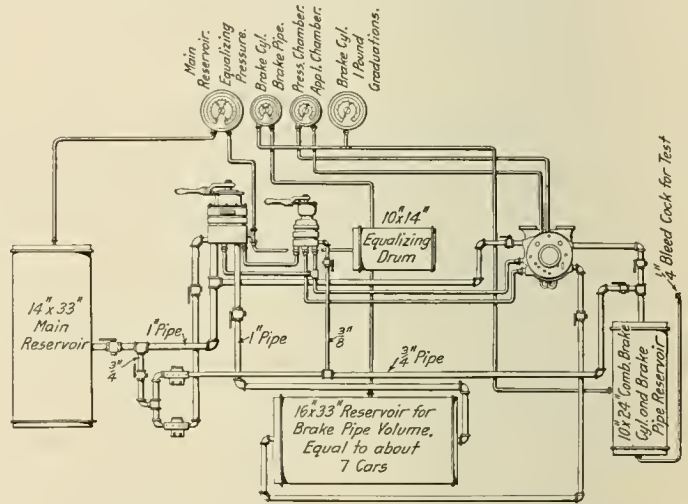 Main
Reservoir.
Equalizing
Pressure.
Brake Cyl.
Brake Pipe.
Press. Chamber.
Appl. Chamber.
Brake Cyl.
1 Pound
Graduations.
10"x14"
Equalizing
Drum
1/4" Bleed Cock for Test
14"x33"
Main
Reservoir
1" Pipe
3/4"
1" Pipe
3/8"
3/4" Pipe
16"x33" Reservoir for
Brake Pipe Volume.
Equal to about
7 Cars
10"x24" Comb. Brake
Cyl. and Brake
Pipe Reservoir